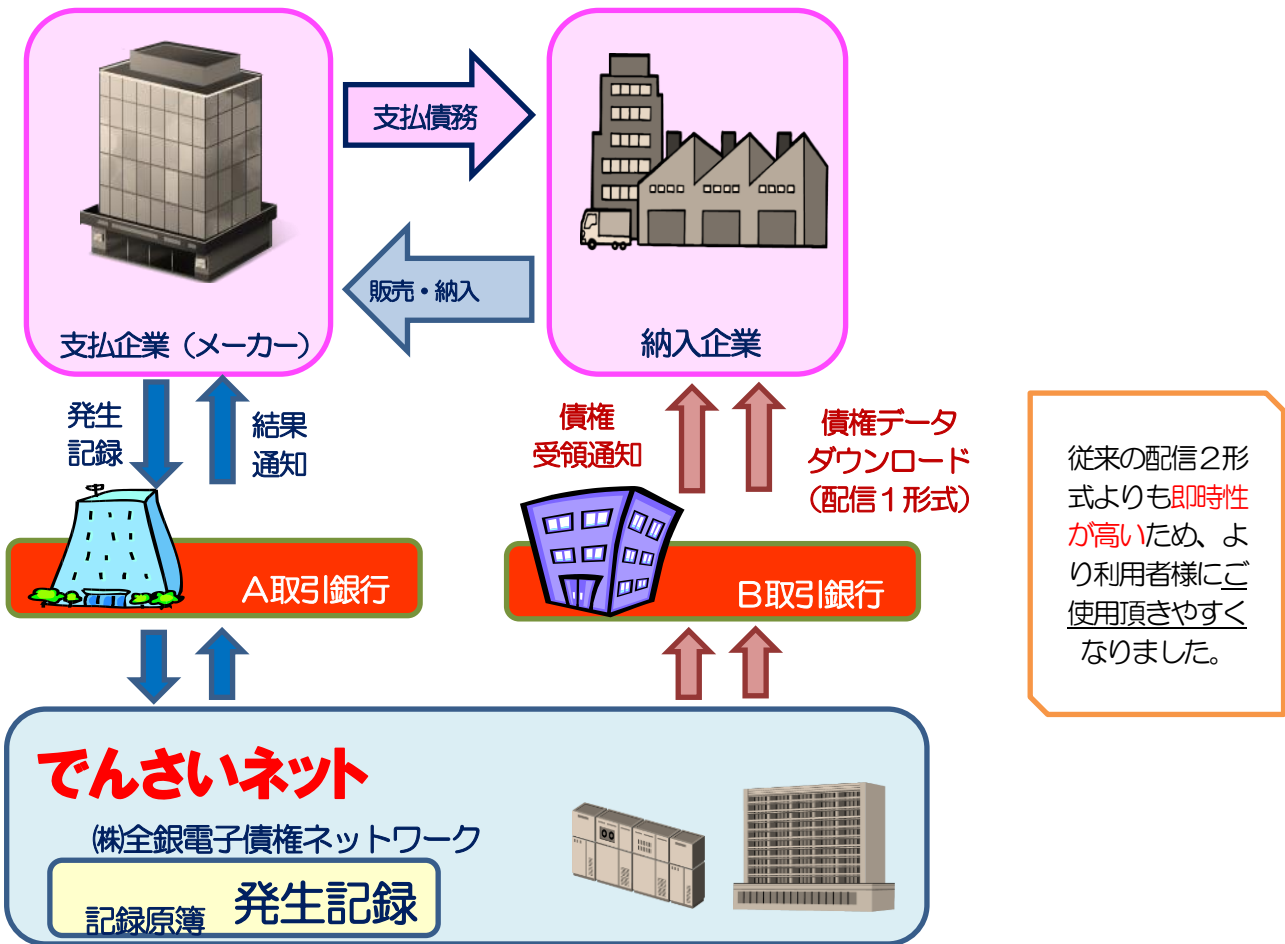 支払債務
販売・納入
支払企業（メーカー）
納入企業
発生
記録
結果
通知
債権
受領通知
債権データ
ダウンロード
（配信１形式）
従来の配信２形
式よりも即時性
が高いため、よ
り利用者様にご
使用頂きやすく
なりました。
Ａ取引銀行
Ｂ取引銀行
でんさいネット
㈱全銀電子債権ネットワーク
記録原簿 発生記録